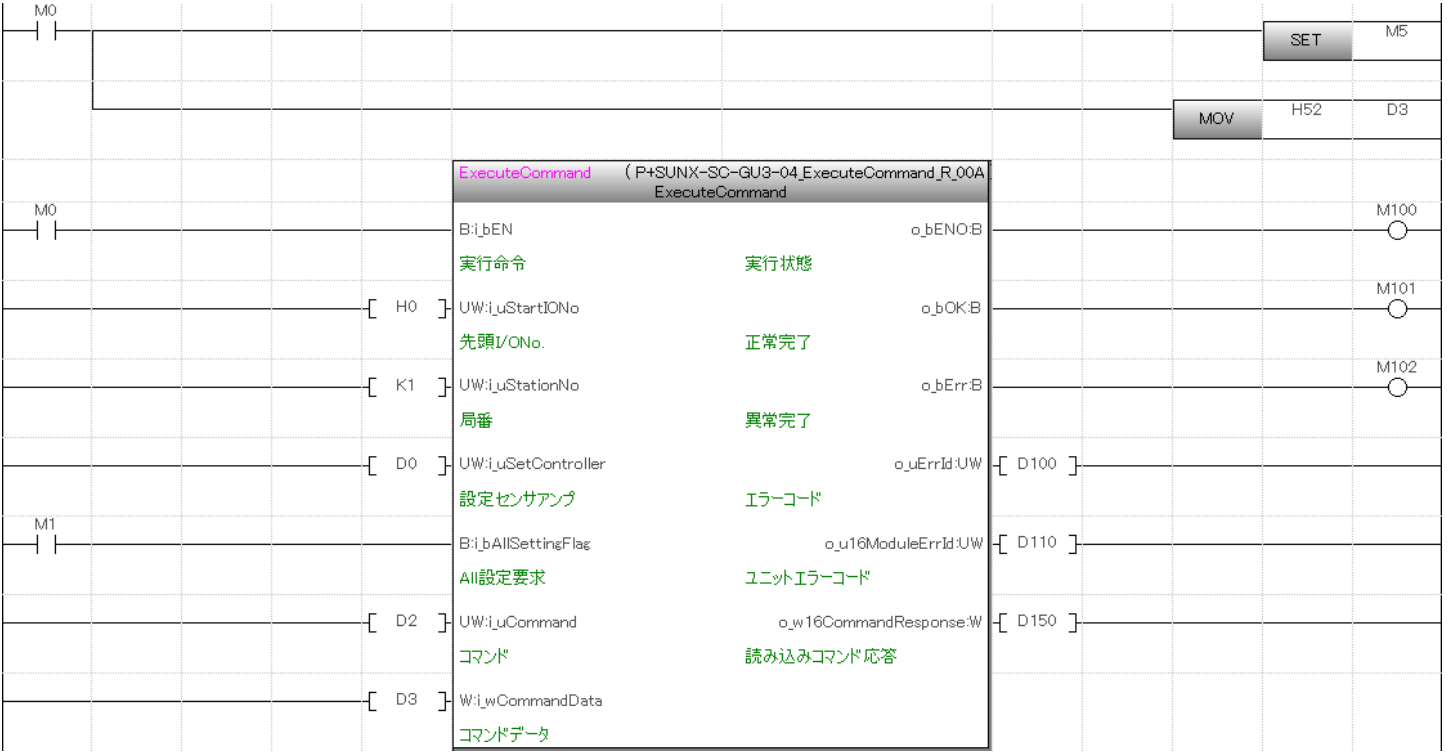 M0
SET M5
MOV H52 D3
ExecuteCommand (P+SUNX-SC-GU3-04_ExecuteCommand_R_00A
ExecuteCommand
M0 B:i_bEN o_bENO:B M100
実行命令 実行状態
H0 UW:i_uStartIONo o_bOK:B M101
先頭I/ONo. 正常完了
K1 UW:i_uStationNo o_bErr:B M102
局番 異常完了
D0 UW:i_uSetController o_uErrId:UW D100
設定センサアンプ エラーコード
M1 B:i_bAllSettingFlag o_u16ModuleErrId:UW D110
All設定要求 ユニットエラーコード
D2 UW:i_uCommand o_w16CommandResponse:W D150
コマンド 読み込みコマンド応答
D3 W:i_wCommandData
コマンドデータ